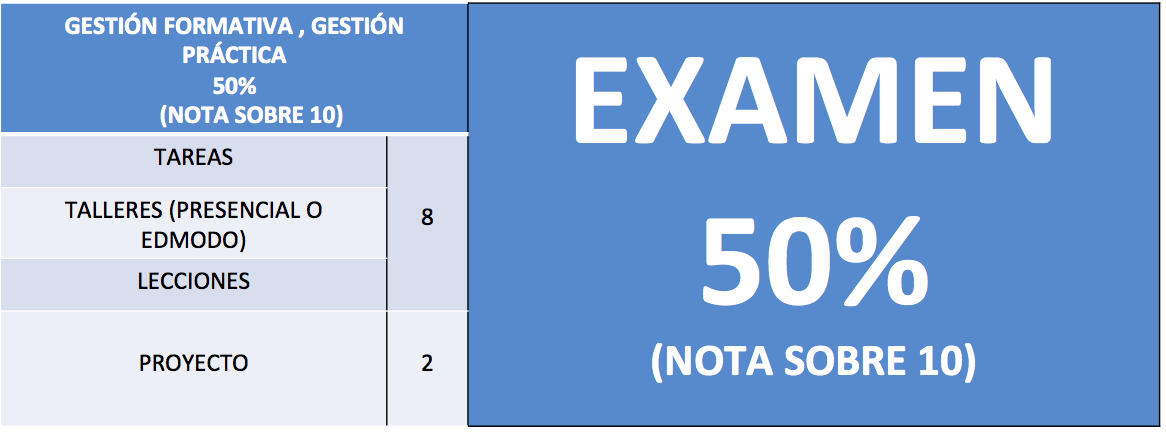 GESTIÓN FORMATIVA , GESTIÓN
PRÁCTICA
50%
(NOTA SOBRE 10)
TAREAS
TALLERES (PRESENCIAL O
EDMODO)
8
LECCIONES
PROYECTO
2
EXAMEN
50%
(NOTA SOBRE 10)